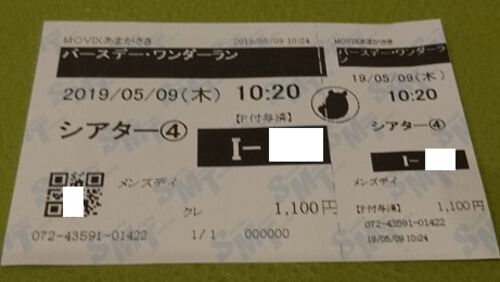 MOVIXあまがさき 2019/05/09 10:24
バースデー・ワンダーラン
2019/05/09(木) 10:20
【P付与済】
シアター④
I-
メンズデイ
クレ 1,100円
072-43591-01422 1/1 000000
MOVIXあまがさき
バースデー・ワンダーラン
19/05/09(木)
10:20
シアター④
I-
メンズデイ
【P付与済】 1,100円
072-43591-01422
19/05/09 10:24
SMT